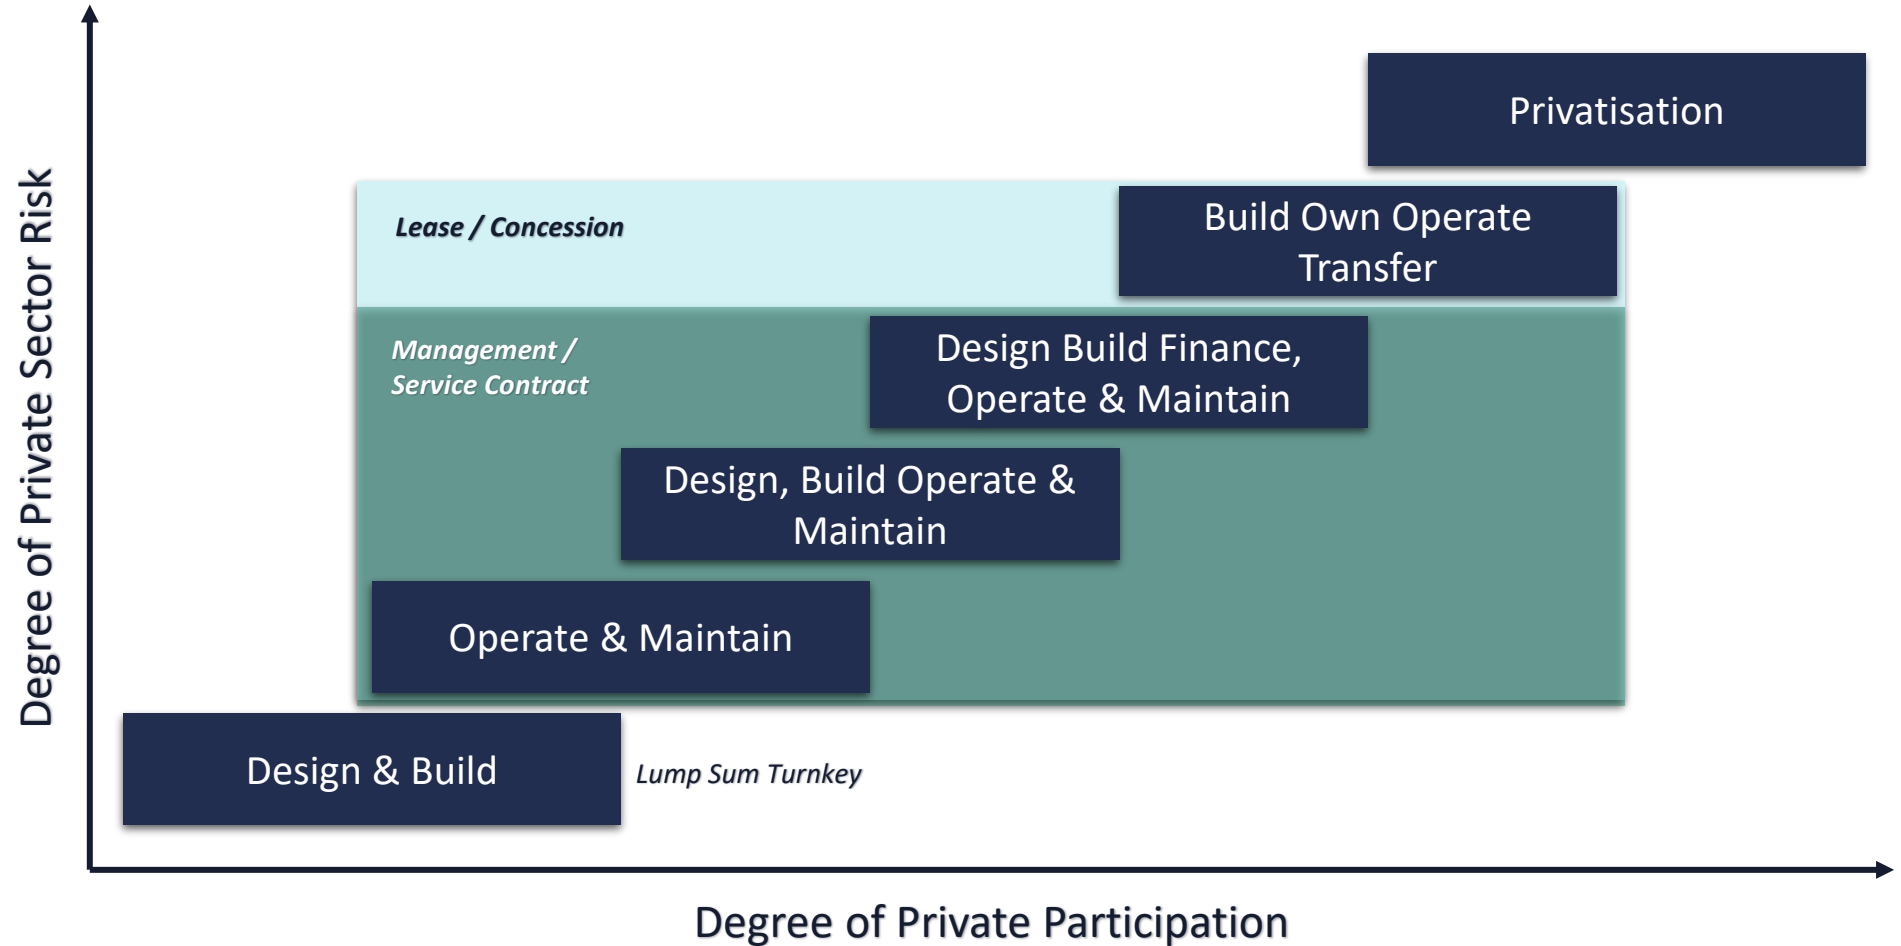 Degree of Private Sector Risk
Privatisation
Lease / Concession
Build Own Operate
Transfer
Management /
Service Contract
Design Build Finance,
Operate & Maintain
Design, Build Operate &
Maintain
Operate & Maintain
Design & Build
Lump Sum Turnkey
Degree of Private Participation